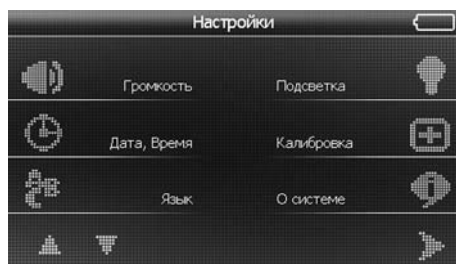 Настройки
Громкость
Подсветка
Дата, Время
Калибровка
Язык
О системе